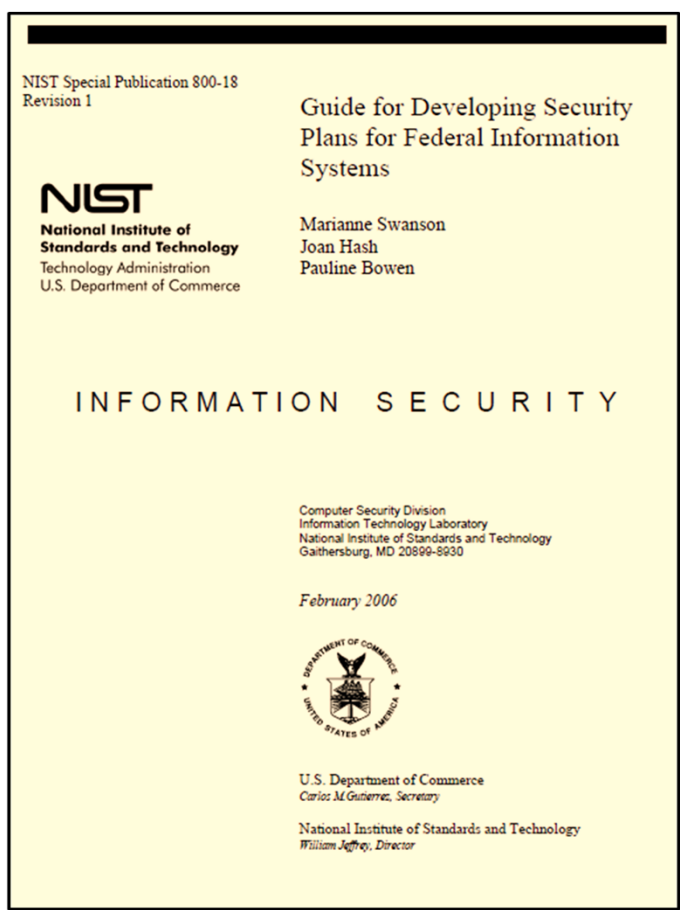 NIST Special Publication 800-18
Revision 1
Guide for Developing Security
Plans for Federal Information
Systems
NIST
National Institute of
Standards and Technology
Technology Administration
U.S. Department of Commerce
Marianne Swanson
Joan Hash
Pauline Bowen
INFORMATION SECURITY
Computer Security Division
Information Technology Laboratory
National Institute of Standards and Technology
Gaithersburg, MD 20899-8930
February 2006
DEPARTMENT OF COMMERCE
UNITED STATES OF AMERICA
U.S. Department of Commerce
Carlos M.Gutierrez, Secretary
National Institute of Standards and Technology
William Jeffrey, Director